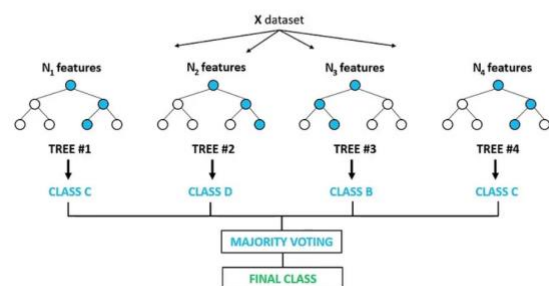 X dataset
N₁ features N₂ features N₃ features N₄ features
TREE #1 TREE #2 TREE #3 TREE #4
CLASS C CLASS D CLASS B CLASS C
MAJORITY VOTING
FINAL CLASS